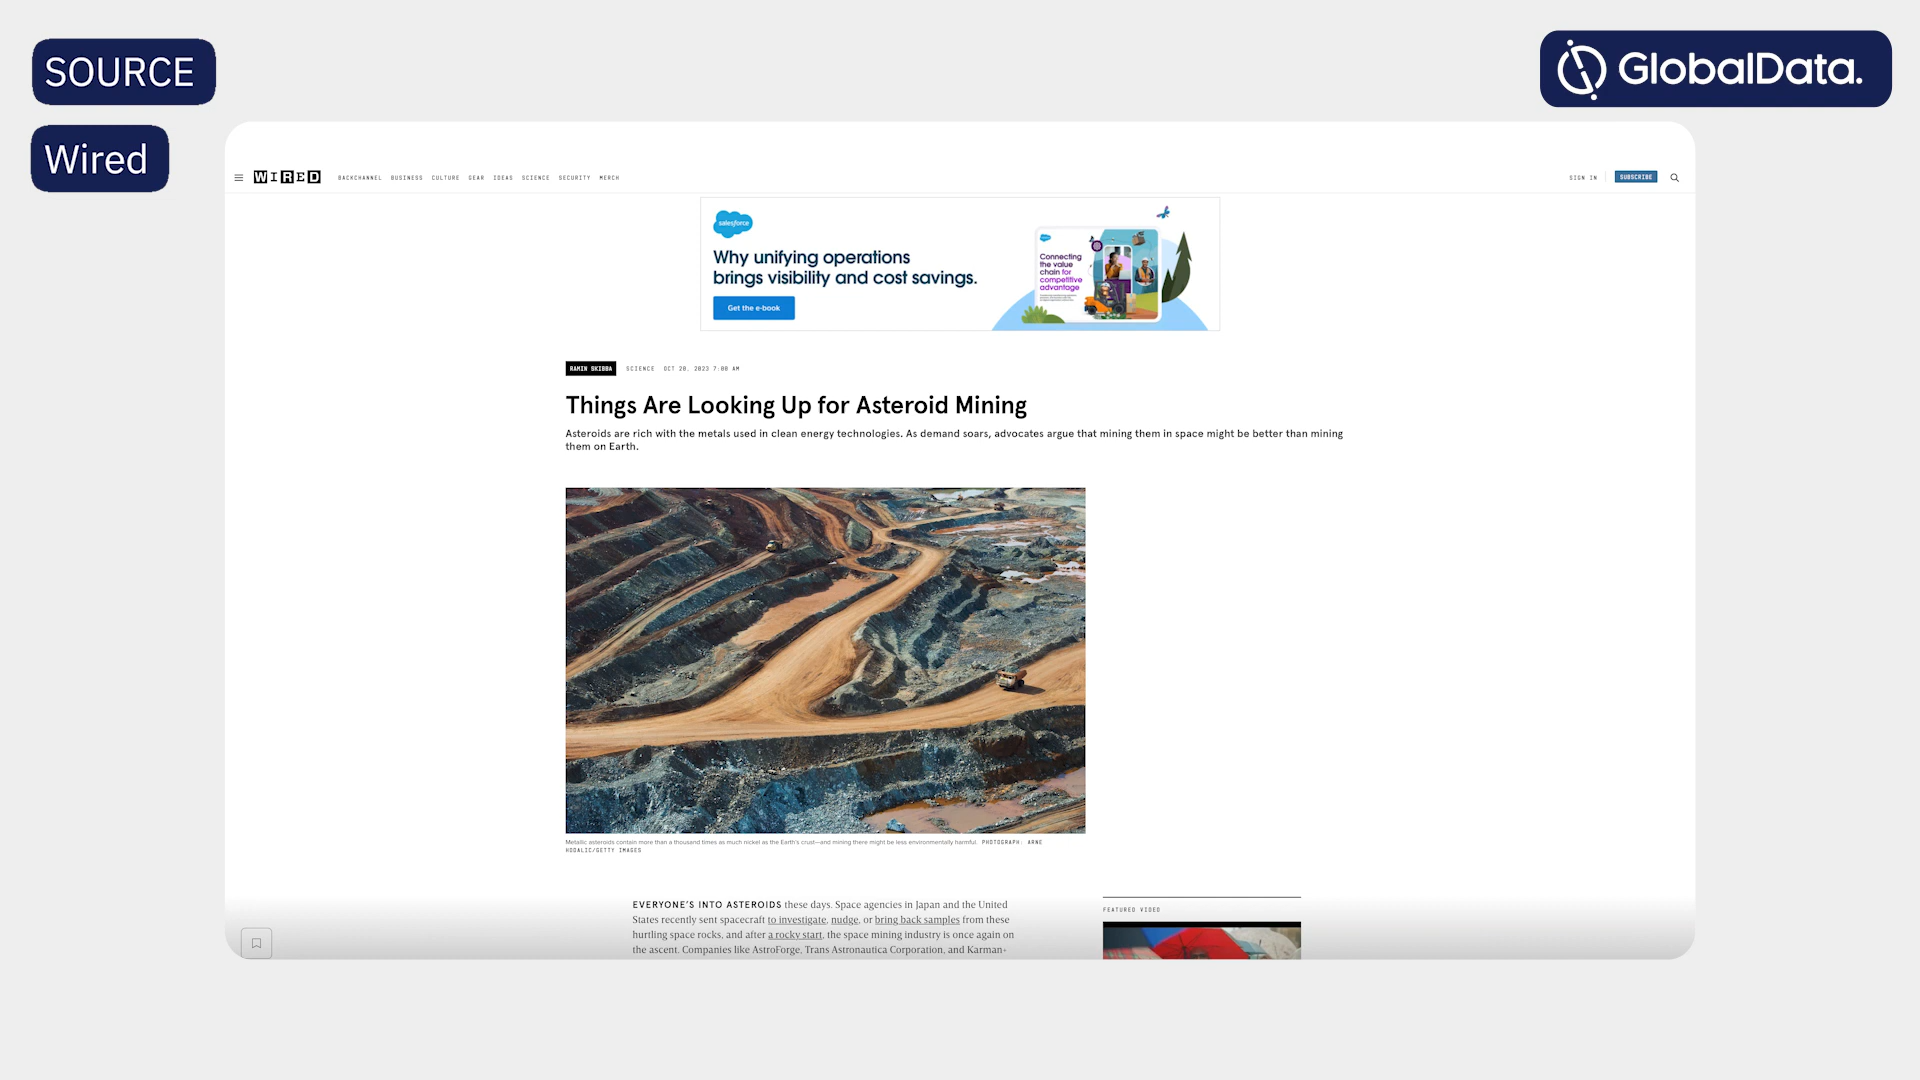 SOURCE
GlobalData.
Wired
WIRED
BACKCHANNEL BUSINESS CULTURE GEAR IDEAS SCIENCE SECURITY MERCH
SIGN IN
SUBSCRIBE
salesforce
Why unifying operations
brings visibility and cost savings.
Get the e-book
Connecting
the value
chain for
competitive
advantage
RAMIN SKIBBA
SCIENCE OCT 20, 2023 7:00 AM
Things Are Looking Up for Asteroid Mining
Asteroids are rich with the metals used in clean energy technologies. As demand soars, advocates argue that mining them in space might be better than mining
them on Earth.
Metallic asteroids contain more than a thousand times as much nickel as the Earth's crust—and mining there might be less environmentally harmful. PHOTOGRAPH: ARNE
HODALIC/GETTY IMAGES
EVERYONE'S INTO ASTEROIDS these days. Space agencies in Japan and the United
States recently sent spacecraft to investigate, nudge, or bring back samples from these
hurtling space rocks, and after a rocky start, the space mining industry is once again on
the ascent. Companies like AstroForge, Trans Astronautica Corporation, and Karman+
FEATURED VIDEO